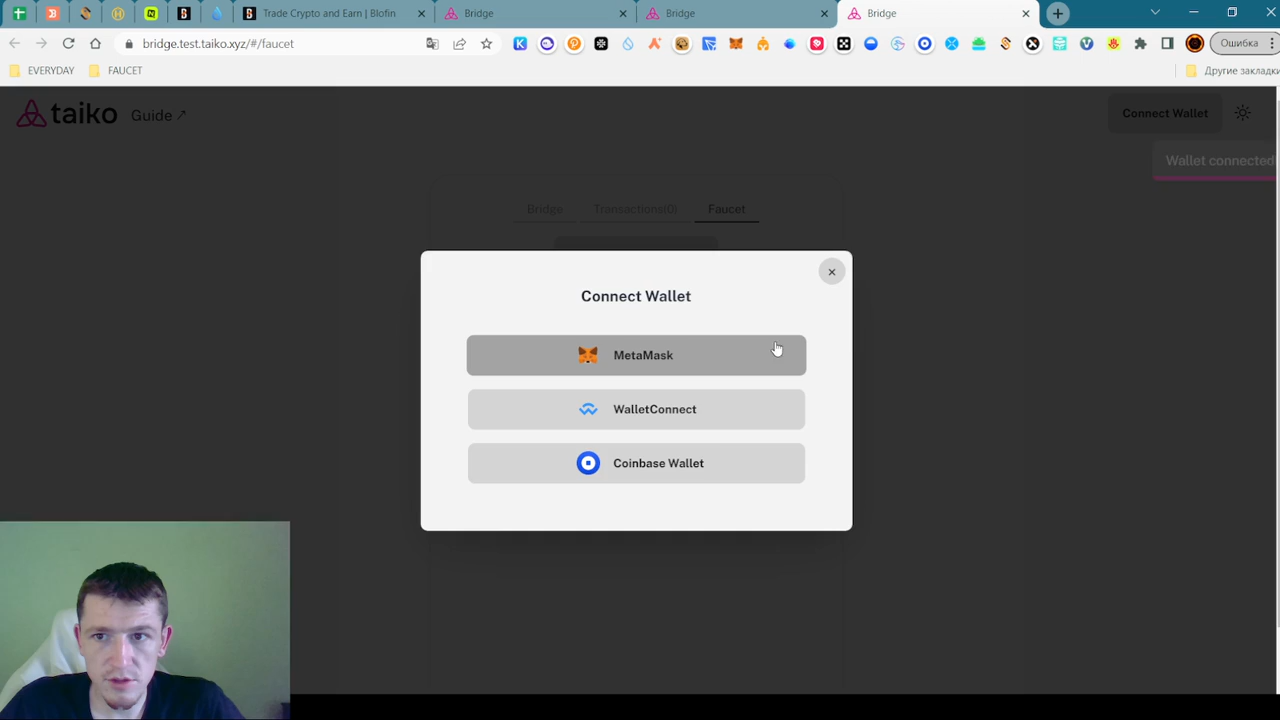 Trade Crypto and Earn | Blofin
Bridge
Bridge
Bridge
bridge.test.taiko.xyz/#/faucet
Ошибка
EVERYDAY
FAUCET
Другие закладки
taiko
Guide ↗
Connect Wallet
Wallet connected
Bridge
Transactions(0)
Faucet
Connect Wallet
MetaMask
WalletConnect
Coinbase Wallet